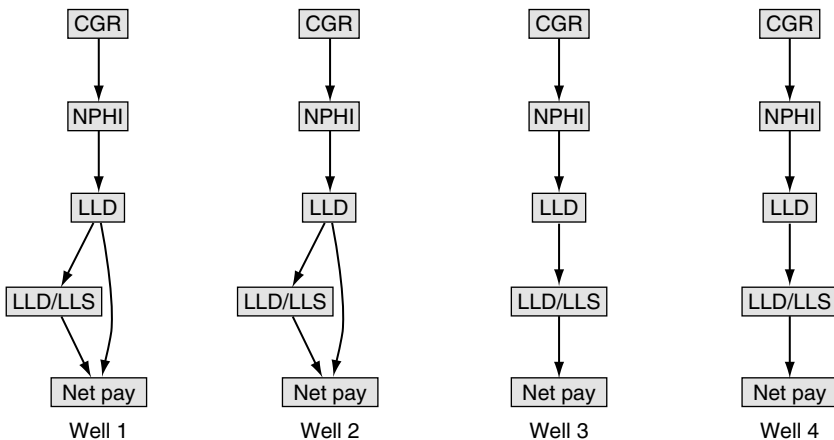 CGR
NPHI
LLD
LLD/LLS
Net pay
Well 1
CGR
NPHI
LLD
LLD/LLS
Net pay
Well 2
CGR
NPHI
LLD
LLD/LLS
Net pay
Well 3
CGR
NPHI
LLD
LLD/LLS
Net pay
Well 4